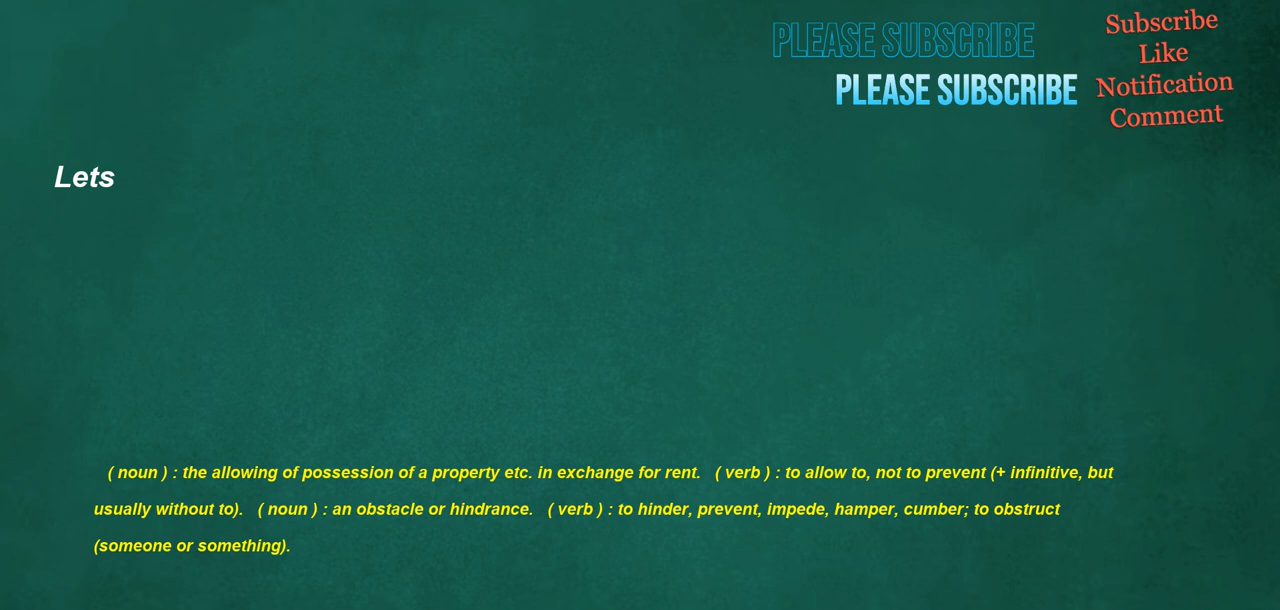 PLEASE SUBSCRIBE
PLEASE SUBSCRIBE
Subscribe
Like
Notification
Comment
Lets
( noun ) : the allowing of possession of a property etc. in exchange for rent. ( verb ) : to allow to, not to prevent (+ infinitive, but
usually without to). ( noun ) : an obstacle or hindrance. ( verb ) : to hinder, prevent, impede, hamper, cumber; to obstruct
(someone or something).